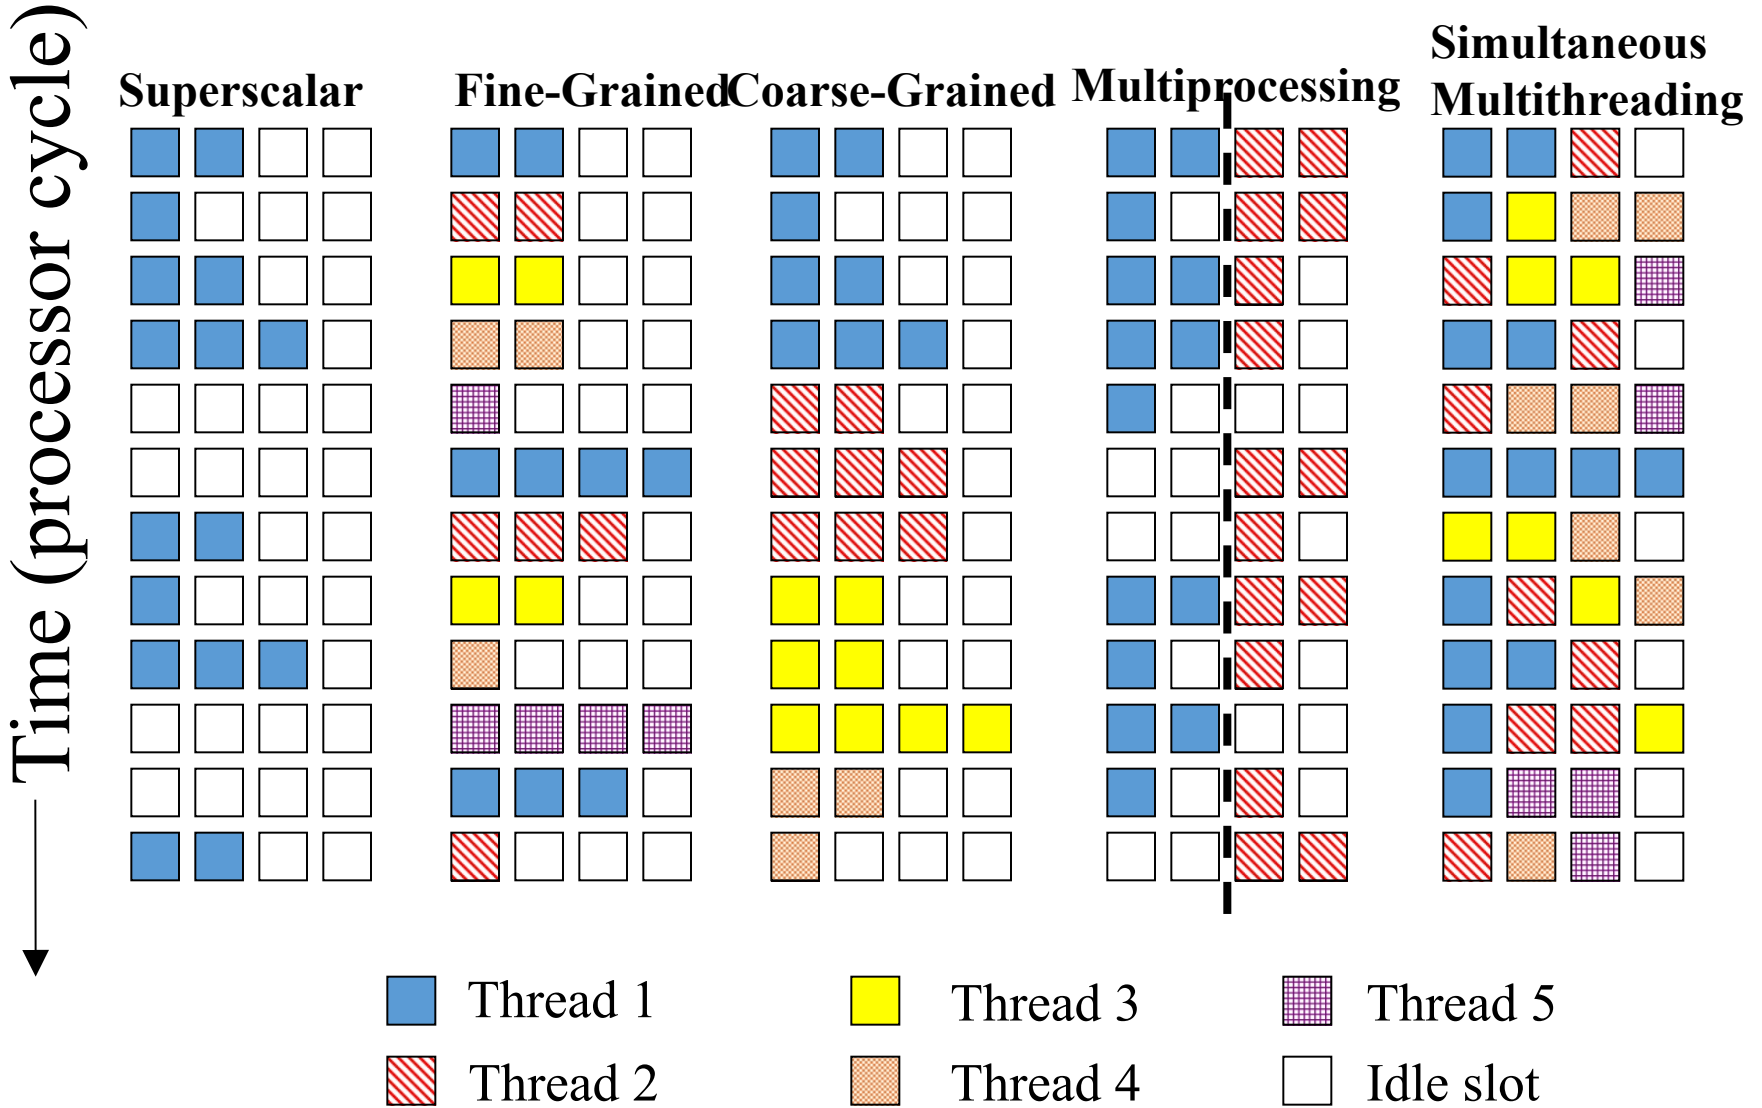 Time (processor cycle)
Superscalar
Fine-Grained
Coarse-Grained
Multiprocessing
Simultaneous
Multithreading
Thread 1
Thread 3
Thread 5
Thread 2
Thread 4
Idle slot